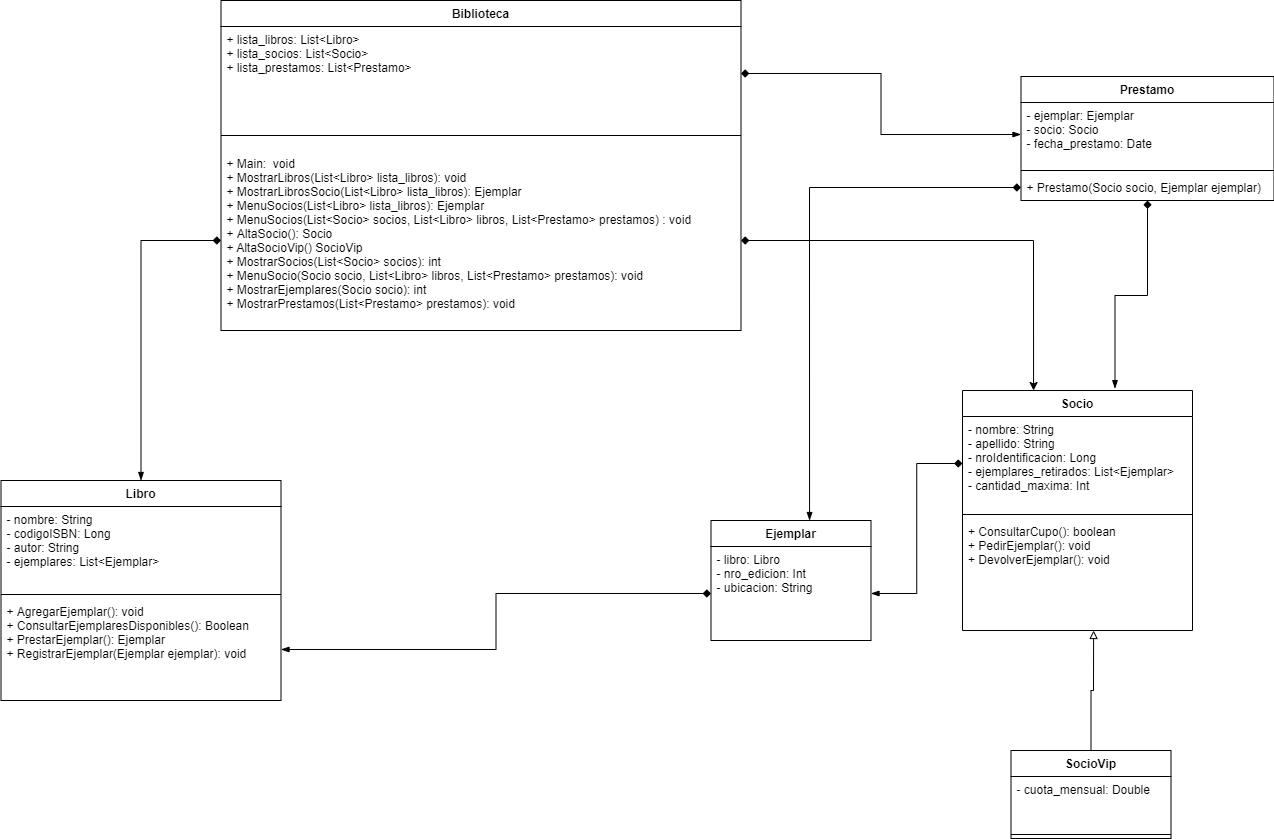 Biblioteca
+ lista_libros: List<Libro>
+ lista_socios: List<Socio>
+ lista_prestamos: List<Prestamo>
+ Main:  void
+ MostrarLibros(List<Libro> lista_libros): void
+ MostrarLibrosSocio(List<Libro> lista_libros): Ejemplar
+ MenuSocios(List<Libro> lista_libros): Ejemplar
+ MenuSocios(List<Socio> socios, List<Libro> libros, List<Prestamo> prestamos) : void
+ AltaSocio(): Socio
+ AltaSocioVip() SocioVip
+ MostrarSocios(List<Socio> socios): int
+ MenuSocio(Socio socio, List<Libro> libros, List<Prestamo> prestamos): void
+ MostrarEjemplares(Socio socio): int
+ MostrarPrestamos(List<Prestamo> prestamos): void
Prestamo
- ejemplar: Ejemplar
- socio: Socio
- fecha_prestamo: Date
+ Prestamo(Socio socio, Ejemplar ejemplar)
Socio
- nombre: String
- apellido: String
- nroIdentificacion: Long
- ejemplares_retirados: List<Ejemplar>
- cantidad_maxima: Int
+ ConsultarCupo(): boolean
+ PedirEjemplar(): void
+ DevolverEjemplar(): void
Libro
- nombre: String
- codigoISBN: Long
- autor: String
- ejemplares: List<Ejemplar>
+ AgregarEjemplar(): void
+ ConsultarEjemplaresDisponibles(): Boolean
+ PrestarEjemplar(): Ejemplar
+ RegistrarEjemplar(Ejemplar ejemplar): void
Ejemplar
- libro: Libro
- nro_edicion: Int
- ubicacion: String
SocioVip
- cuota_mensual: Double